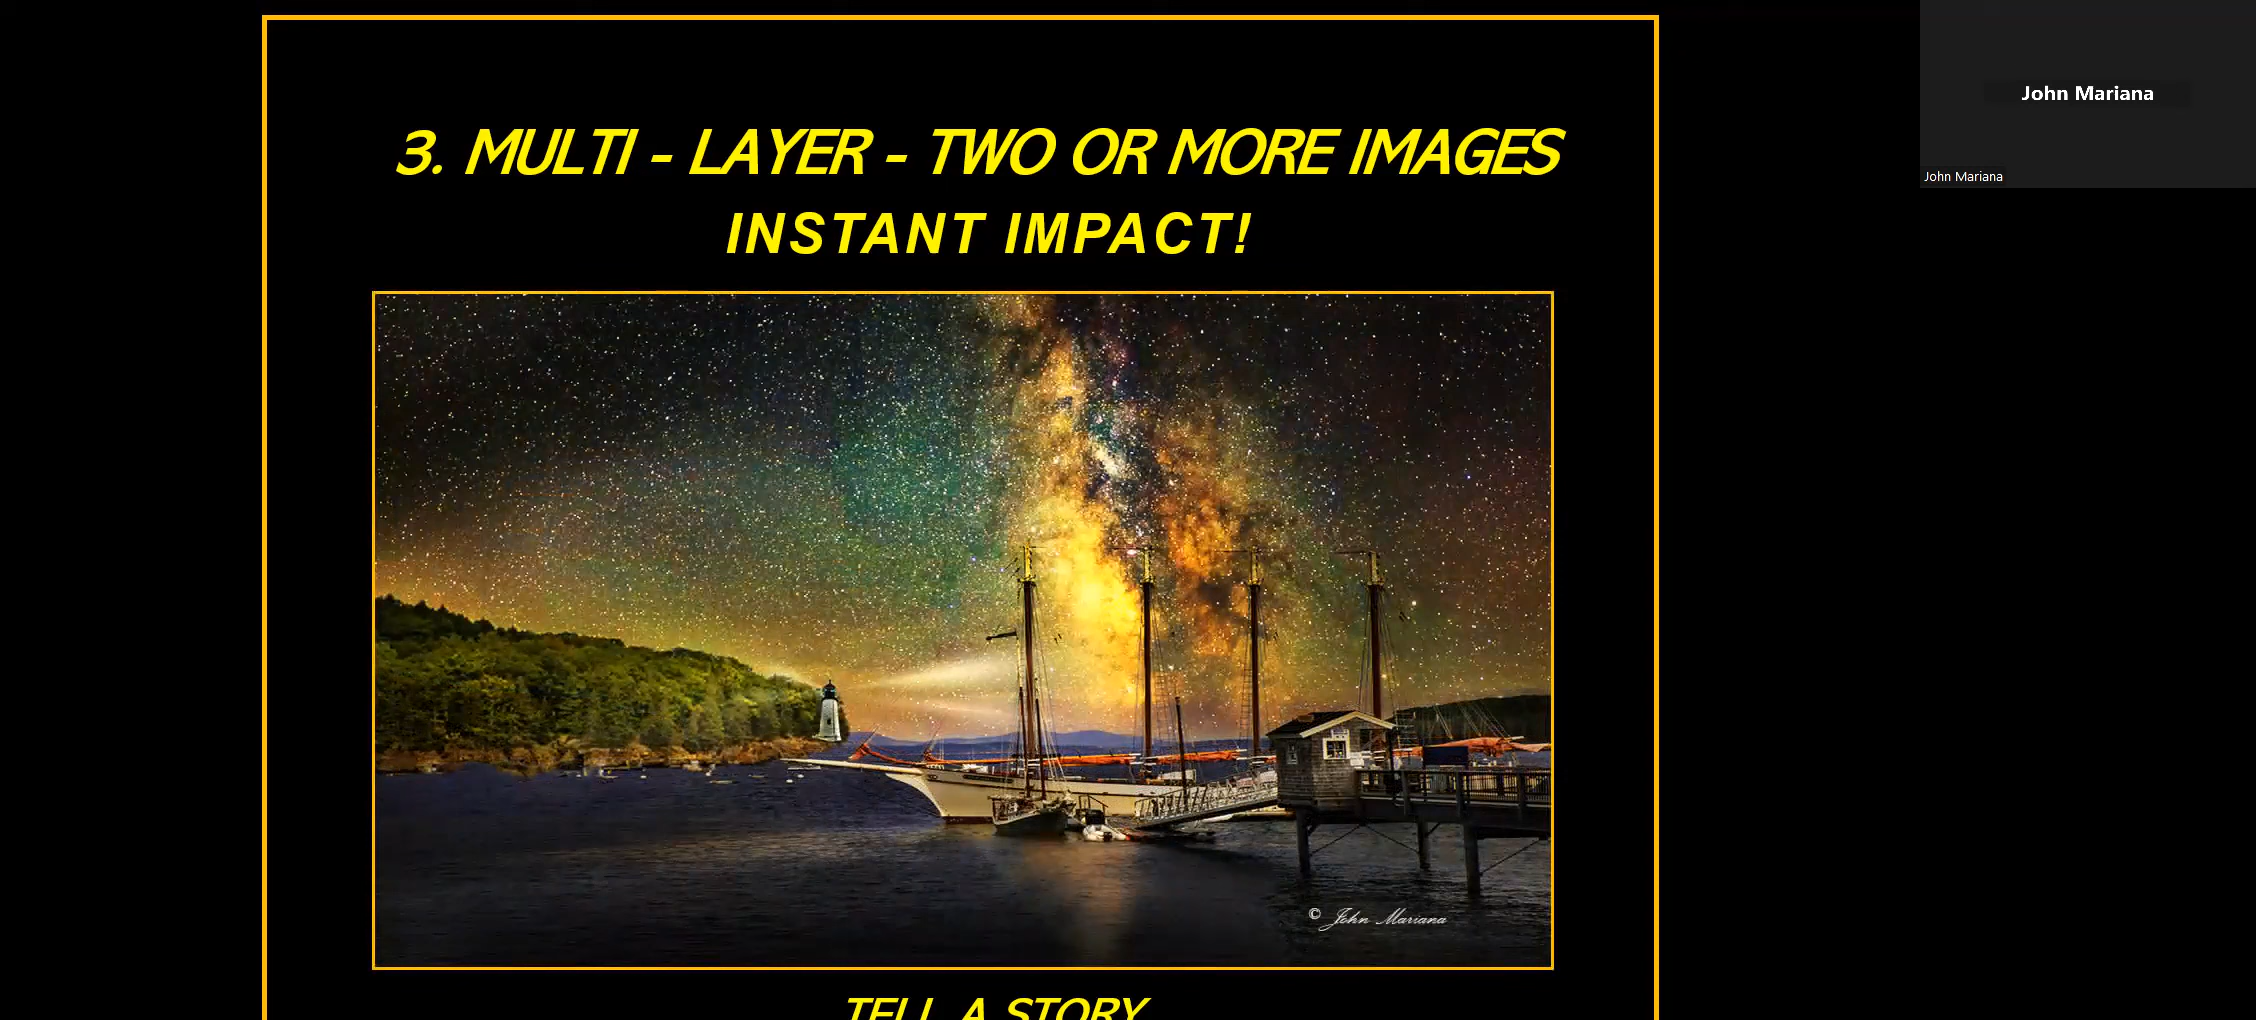 3. MULTI - LAYER - TWO OR MORE IMAGES
INSTANT IMPACT!
© John Mariana
TELL A STORY
John Mariana
John Mariana